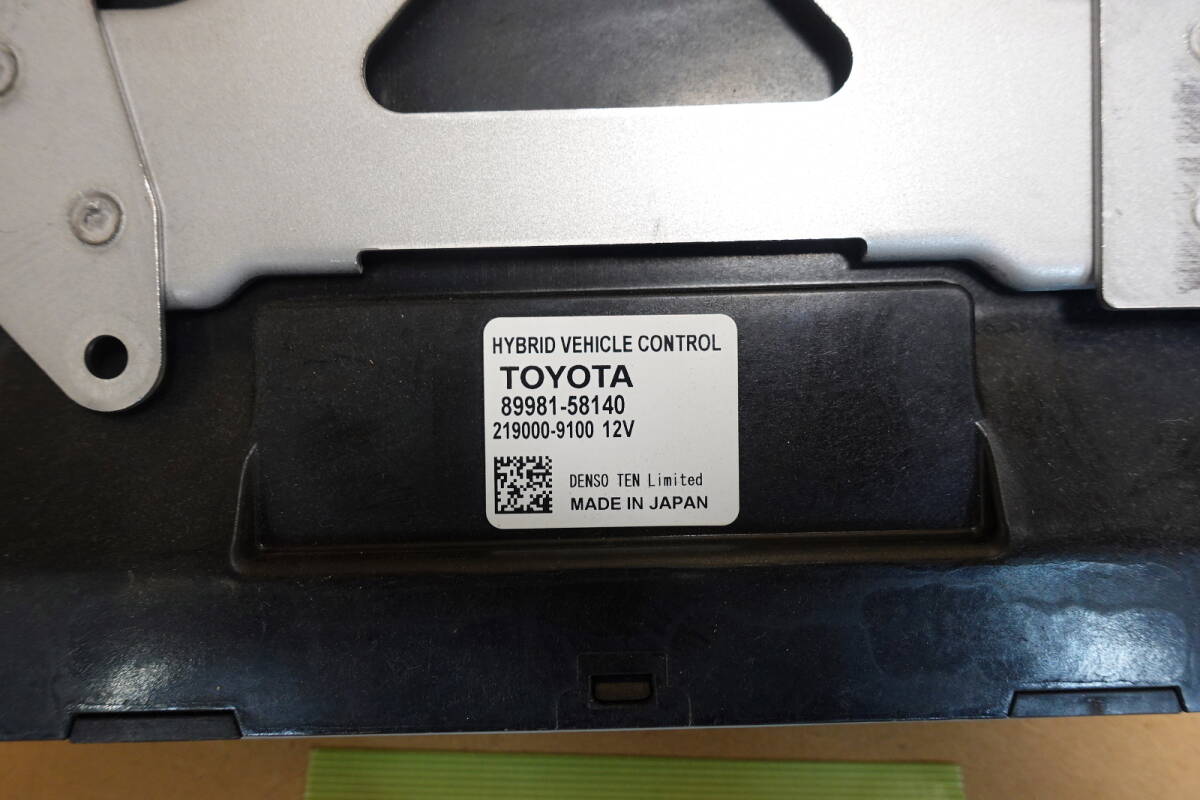 HYBRID VEHICLE CONTROL
TOYOTA
89981-58140
219000-9100 12V
DENSO TEN Limited
MADE IN JAPAN